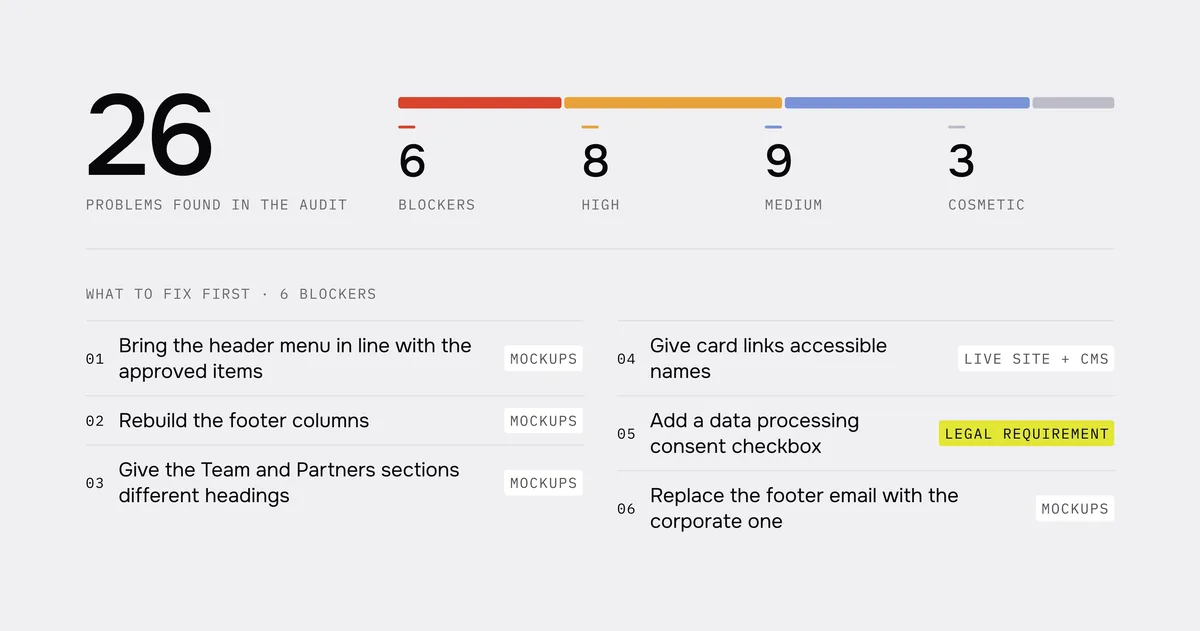 26
PROBLEMS FOUND IN THE AUDIT
6
BLOCKERS
8
HIGH
9
MEDIUM
3
COSMETIC
WHAT TO FIX FIRST · 6 BLOCKERS
01
Bring the header menu in line with the
approved items
MOCKUPS
02
Rebuild the footer columns
MOCKUPS
03
Give the Team and Partners sections
different headings
MOCKUPS
04
Give card links accessible
names
LIVE SITE + CMS
05
Add a data processing
consent checkbox
LEGAL REQUIREMENT
06
Replace the footer email with the
corporate one
MOCKUPS